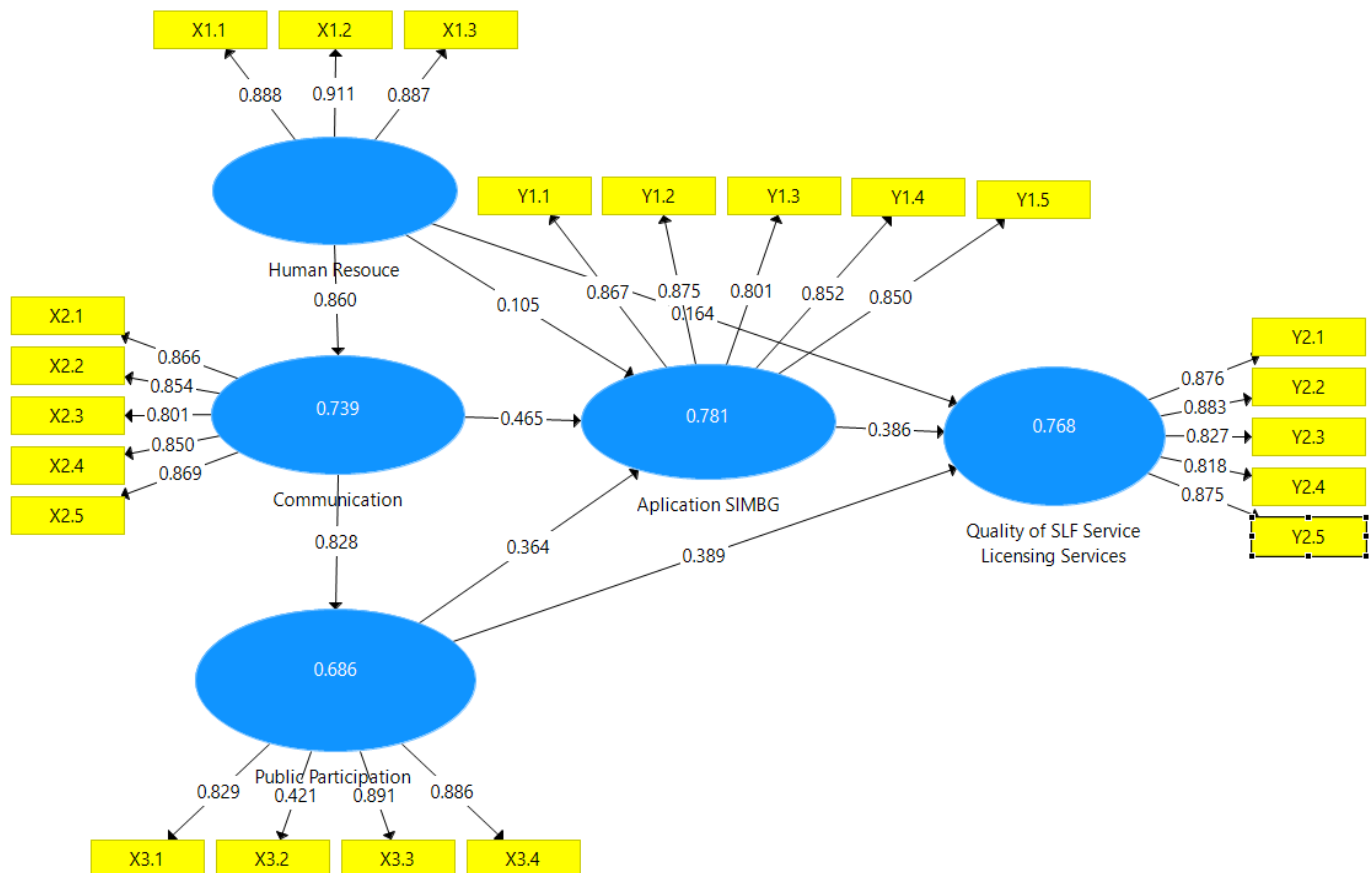 X1.1
X1.2
X1.3
0.888
0.911
0.887
Human Resouce
Y1.1
Y1.2
Y1.3
Y1.4
Y1.5
0.860
0.105
0.867
0.875
0.801
0.852
0.850
0.164
X2.1
X2.2
X2.3
X2.4
X2.5
0.866
0.854
0.801
0.850
0.869
0.739
Communication
0.465
0.781
Aplication SIMBG
0.386
0.768
Quality of SLF Service
Licensing Services
0.876
0.883
0.827
0.818
0.875
Y2.1
Y2.2
Y2.3
Y2.4
Y2.5
0.828
0.364
0.389
0.686
Public Participation
0.829
0.421
0.891
0.886
X3.1
X3.2
X3.3
X3.4